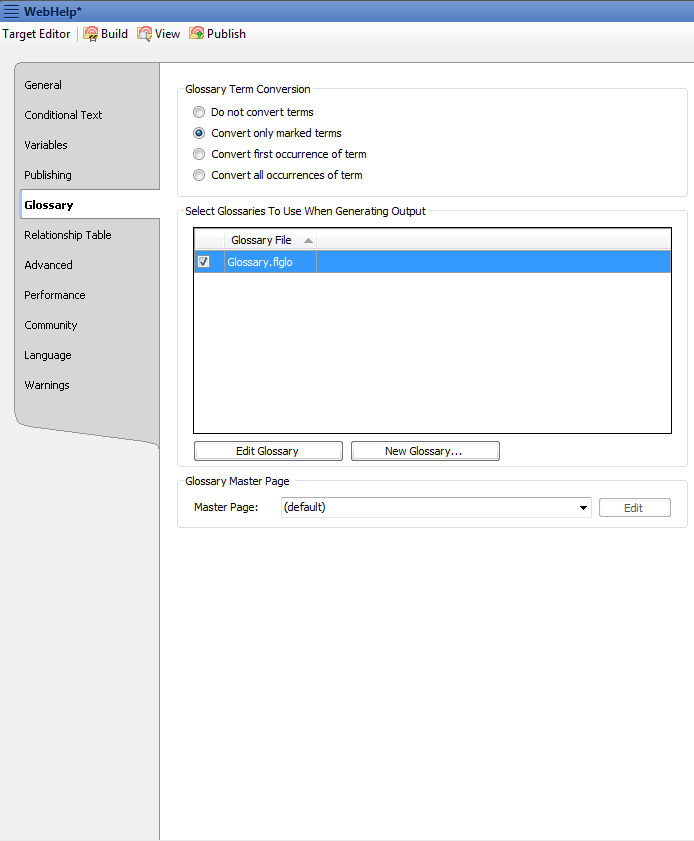 WebHelp*
Target Editor Build View Publish
General
Conditional Text
Variables
Publishing
Glossary
Relationship Table
Advanced
Performance
Community
Language
Warnings
Glossary Term Conversion
Do not convert terms
Convert only marked terms
Convert first occurrence of term
Convert all occurrences of term
Select Glossaries To Use When Generating Output
Glossary File
Glossary.flglo
Edit Glossary New Glossary...
Glossary Master Page
Master Page: (default) Edit